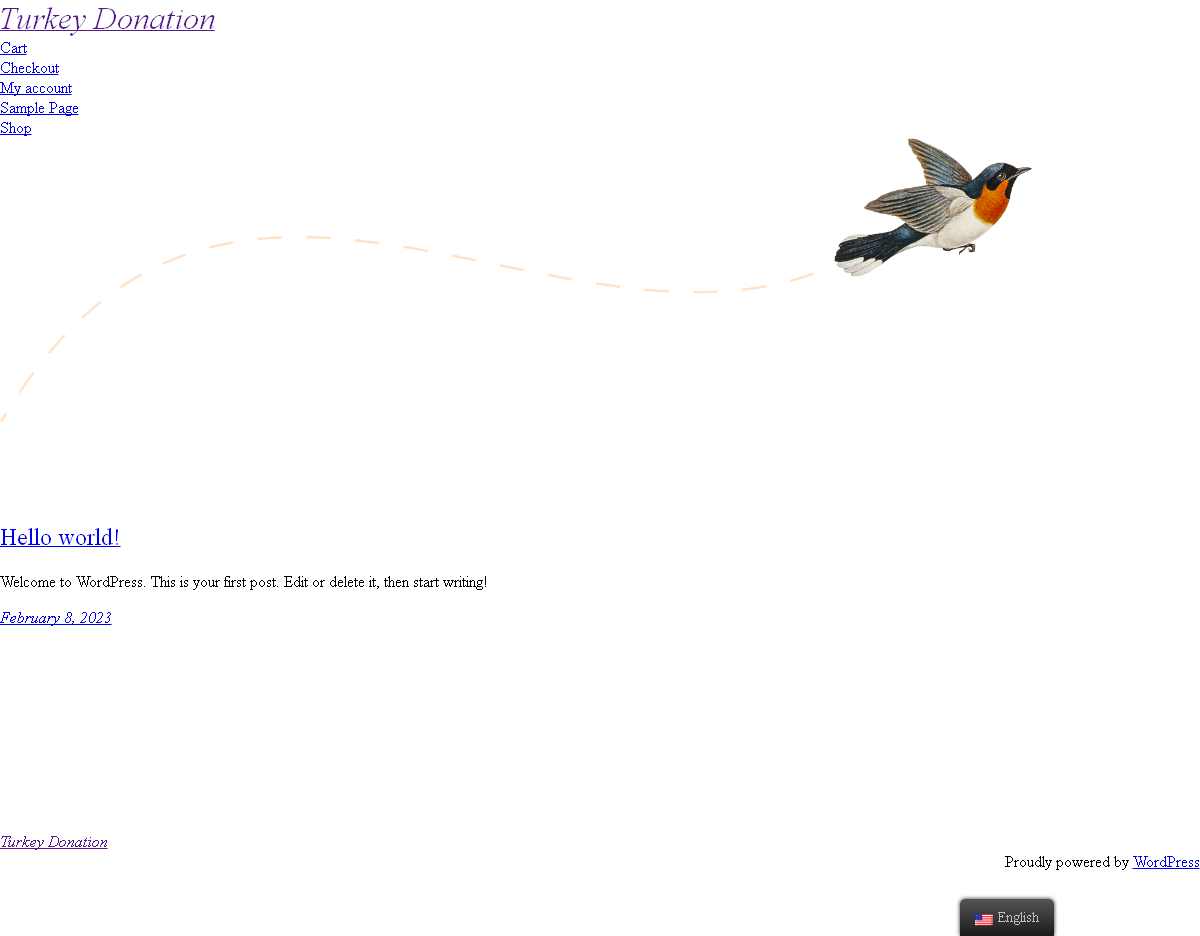 Turkey Donation
Cart
Checkout
My account
Sample Page
Shop
Hello world!
Welcome to WordPress. This is your first post. Edit or delete it, then start writing!
February 8, 2023
Turkey Donation
Proudly powered by WordPress
English